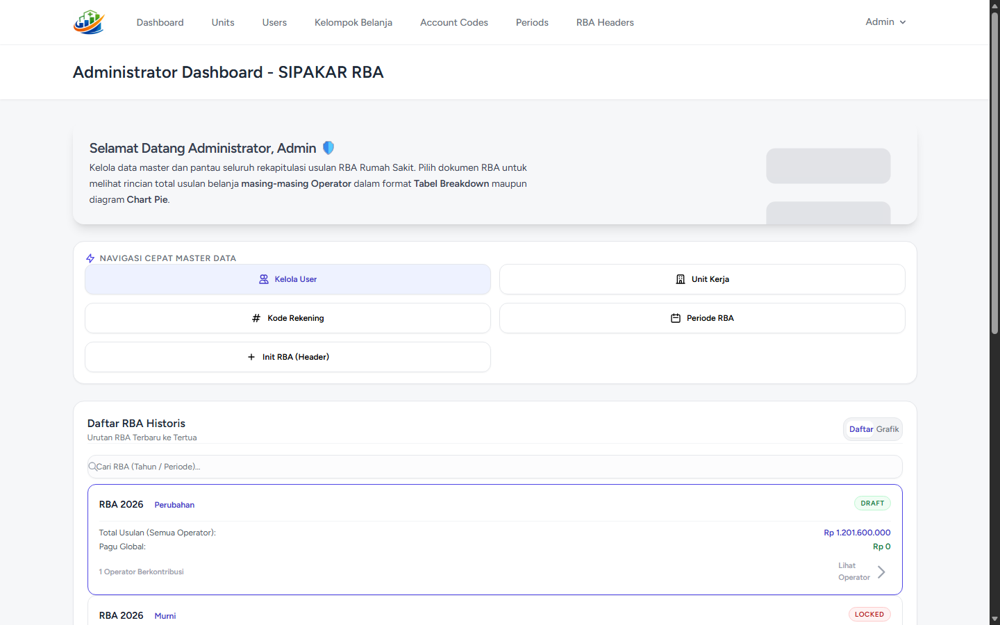 Dashboard Units Users Kelompok Belanja Account Codes Periods RBA Headers Admin
Administrator Dashboard - SIPAKAR RBA
Selamat Datang Administrator, Admin
Kelola data master dan pantau seluruh rekapitulasi usulan RBA Rumah Sakit. Pilih dokumen RBA untuk
melihat rincian total usulan belanja masing-masing Operator dalam format Tabel Breakdown maupun
diagram Chart Pie.
NAVIGASI CEPAT MASTER DATA
Kelola User
Unit Kerja
Kode Rekening
Periode RBA
Init RBA (Header)
Daftar RBA Historis
Urutan RBA Terbaru ke Tertua
Daftar Grafik
Cari RBA (Tahun / Periode)...
RBA 2026 Perubahan DRAFT
Total Usulan (Semua Operator): Rp 1.201.600.000
Pagu Global: Rp 0
1 Operator Berkontribusi
Lihat
Operator
RBA 2026 Murni LOCKED